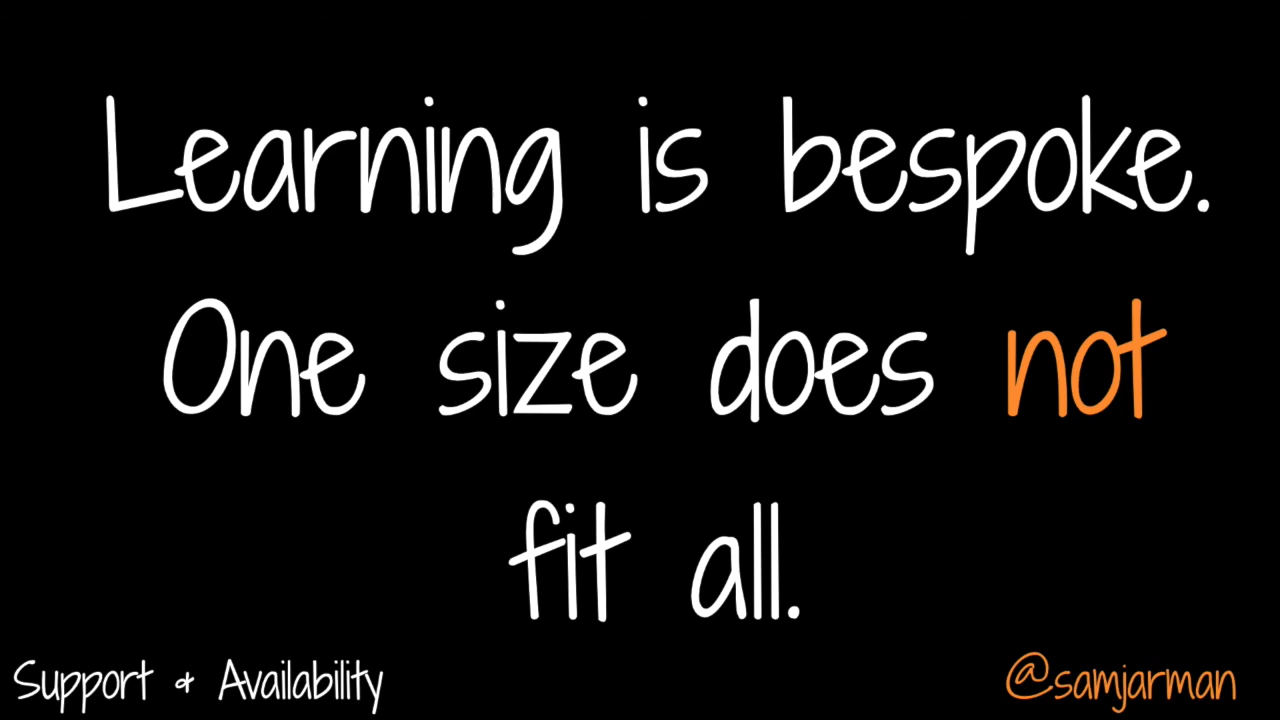 Learning is bespoke.
One size does not
fit all.
Support & Availability
@samjarman